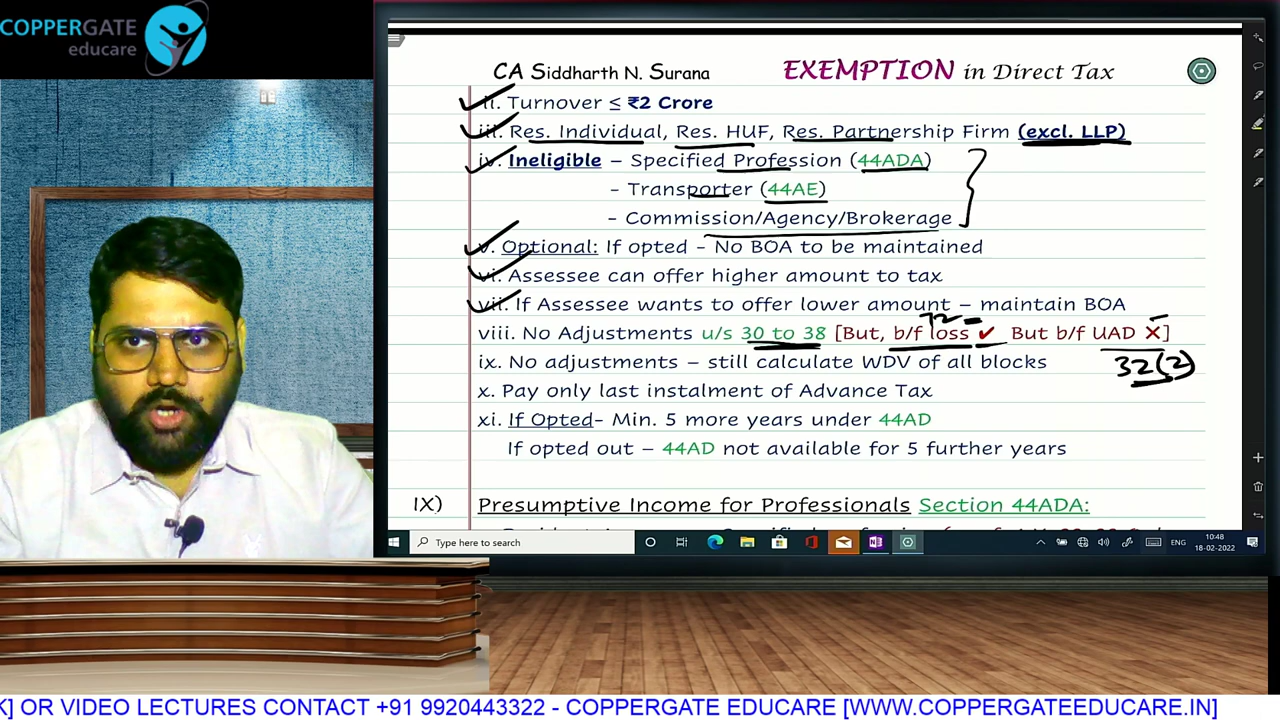 COPPERGATE
educare
CA Siddharth N. Surana EXEMPTION in Direct Tax
ii. Turnover ≤ ₹2 Crore
iii. Res. Individual, Res. HUF, Res. Partnership Firm (excl. LLP)
iv. Ineligible – Specified Profession (44ADA)
- Transporter (44AE)
- Commission/Agency/Brokerage
v. Optional: If opted – No BOA to be maintained
vi. Assessee can offer higher amount to tax
vii. If Assessee wants to offer lower amount – maintain BOA
72
viii. No Adjustments u/s 30 to 38 [But, b/f loss ✔ But b/f UAD ✗]
32(2)
ix. No adjustments – still calculate WDV of all blocks
x. Pay only last instalment of Advance Tax
xi. If Opted- Min. 5 more years under 44AD
If opted out – 44AD not available for 5 further years
IX) Presumptive Income for Professionals Section 44ADA:
Type here to search
ENG
10:48
18-02-2022
K] OR VIDEO LECTURES CONTACT +91 9920443322 - COPPERGATE EDUCARE [WWW.COPPERGATEEDUCARE.IN]